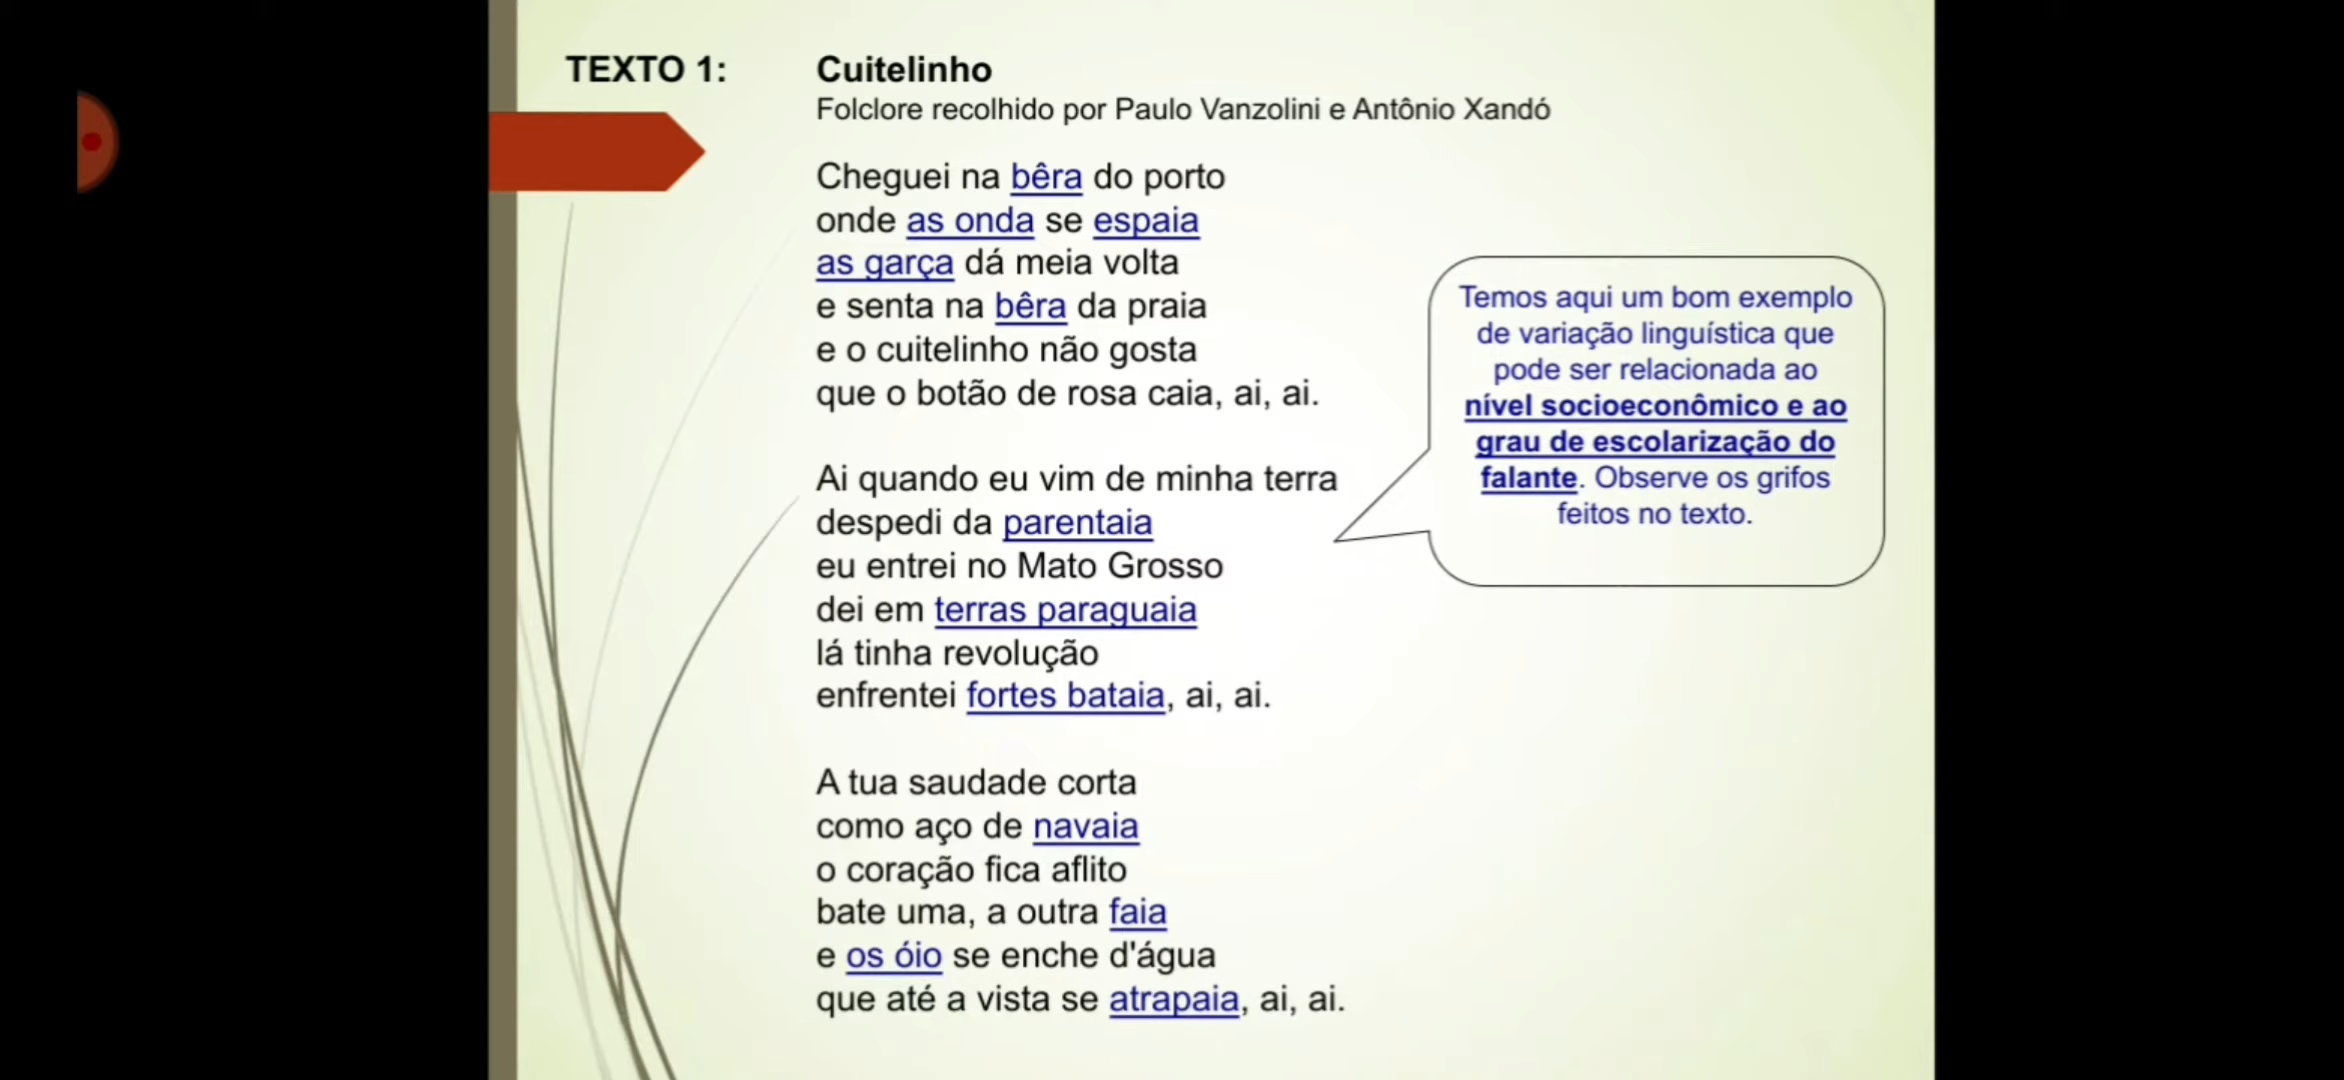 TEXTO 1:
Cuitelinho
Folclore recolhido por Paulo Vanzolini e Antônio Xandó
Cheguei na bêra do porto
onde as onda se espaia
as garça dá meia volta
e senta na bêra da praia
e o cuitelinho não gosta
que o botão de rosa caia, ai, ai.
Ai quando eu vim de minha terra
despedi da parentaia
eu entrei no Mato Grosso
dei em terras paraguaia
lá tinha revolução
enfrentei fortes bataia, ai, ai.
A tua saudade corta
como aço de navaia
o coração fica aflito
bate uma, a outra faia
e os óio se enche d'água
que até a vista se atrapaia, ai, ai.
Temos aqui um bom exemplo
de variação linguística que
pode ser relacionada ao
nível socioeconômico e ao
grau de escolarização do
falante. Observe os grifos
feitos no texto.